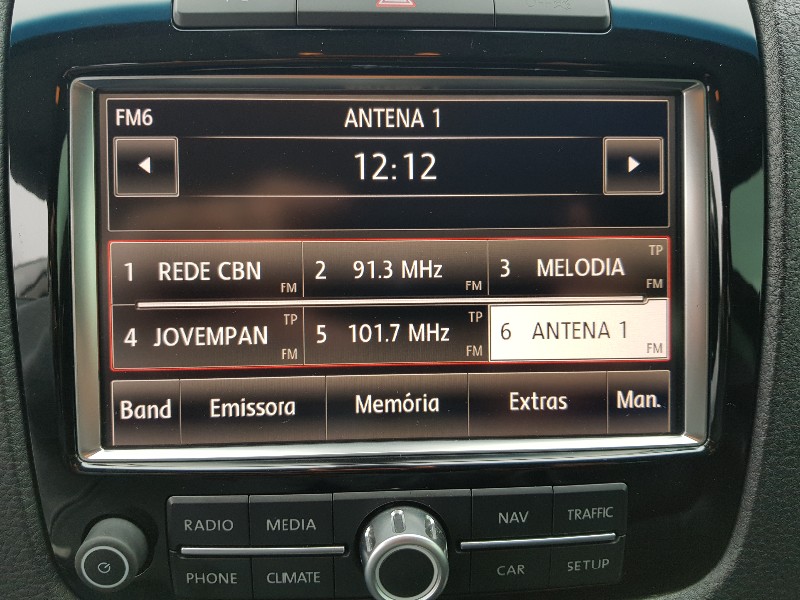 FM6 ANTENA 1
12:12
1 REDE CBN FM 2 91.3 MHz FM 3 MELODIA TP FM
4 JOVEMPAN TP FM 5 101.7 MHz TP FM 6 ANTENA 1 FM
Band Emissora Memória Extras Man.
RADIO MEDIA NAV TRAFFIC
PHONE CLIMATE CAR SETUP